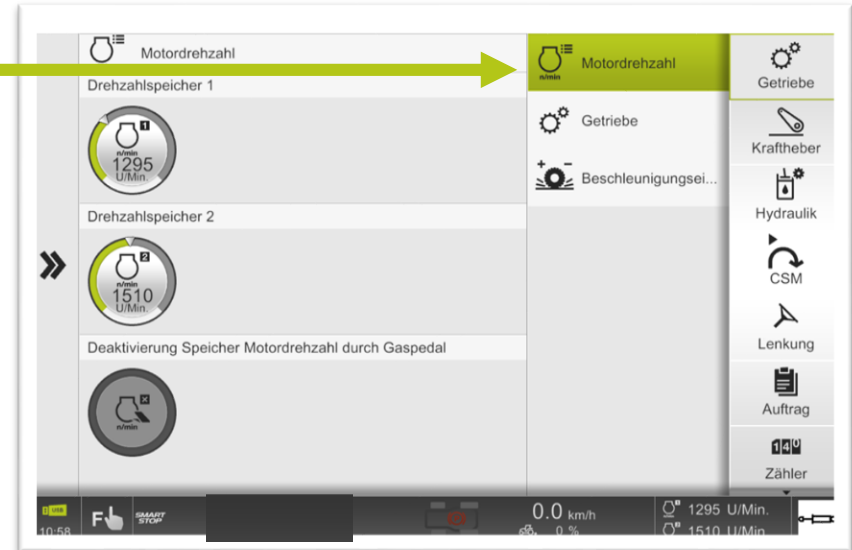 Motordrehzahl
Drehzahlspeicher 1
1
n/min
1295
U/Min.
Drehzahlspeicher 2
2
n/min
1510
U/Min.
Deaktivierung Speicher Motordrehzahl durch Gaspedal
n/min
n/min
Motordrehzahl
Getriebe
Beschleunigungsei...
Getriebe
Kraftheber
Hydraulik
CSM
Lenkung
Auftrag
Zähler
USB
10:58
F
SMART
STOP
0.0 km/h
0 %
1295 U/Min.
1510 U/Min